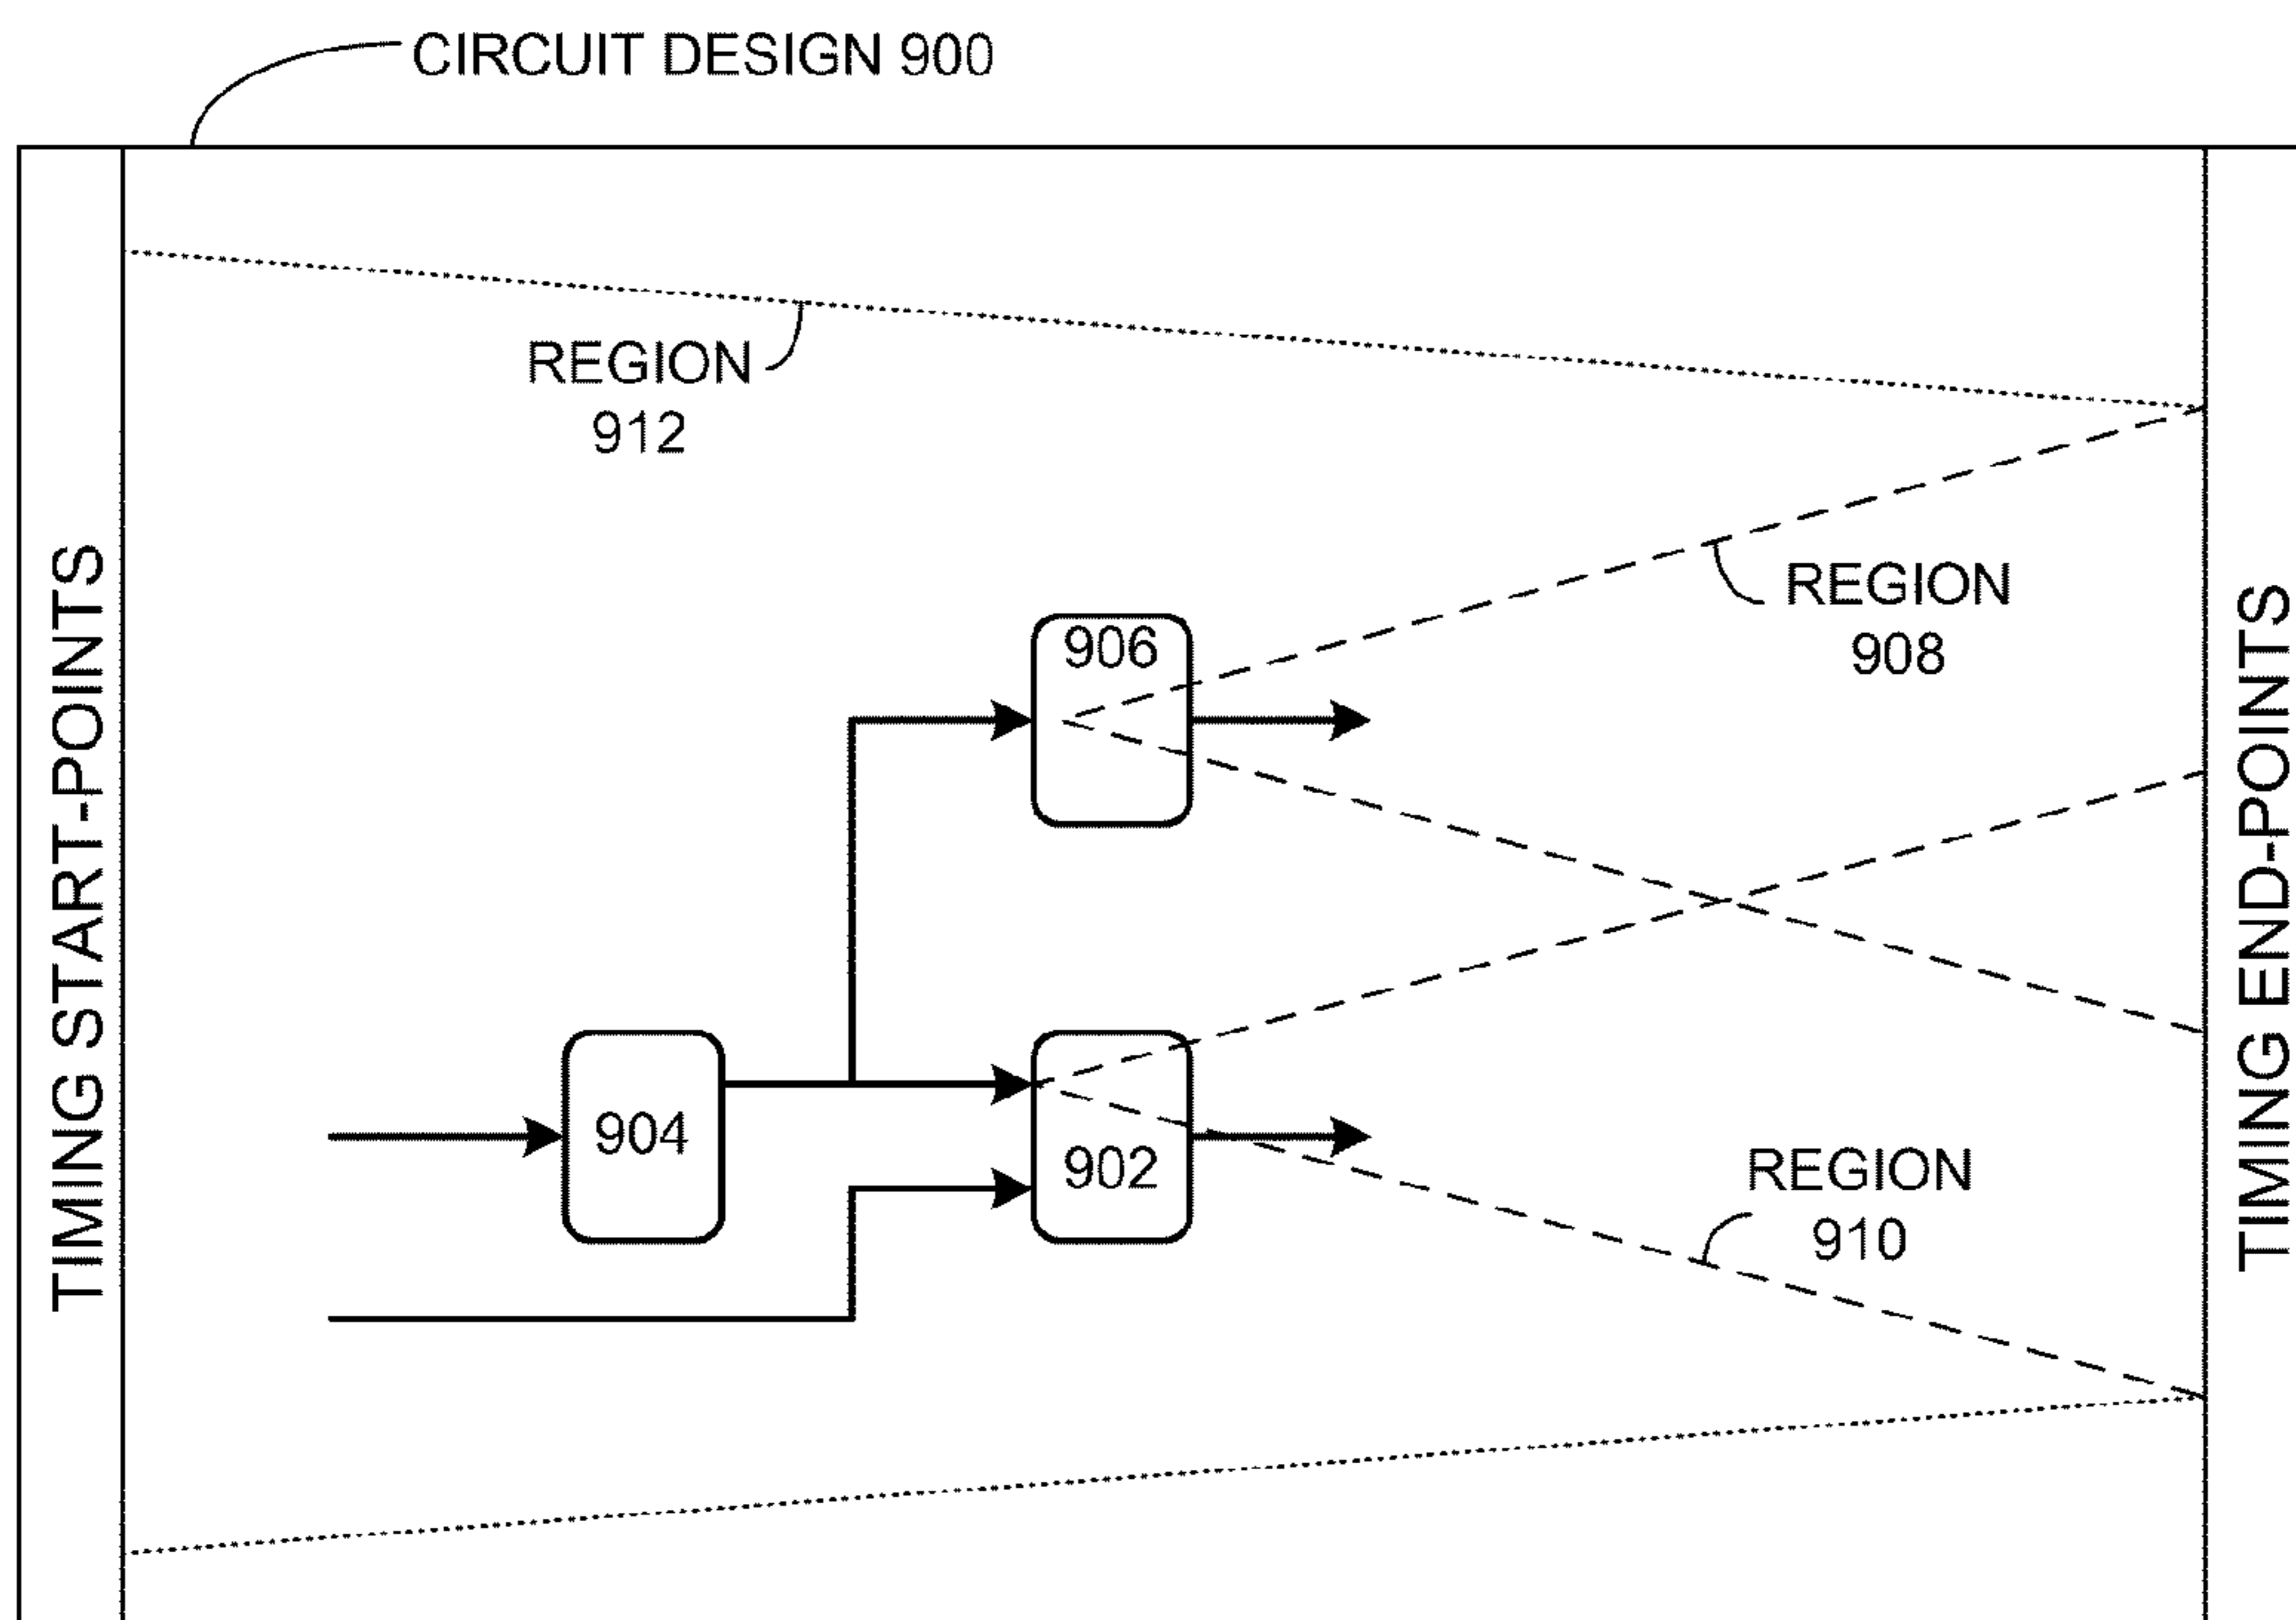 CIRCUIT DESIGN 900
REGION
912
TIMING START-POINTS
906
REGION
908
TIMING END-POINTS
904
902
REGION
910